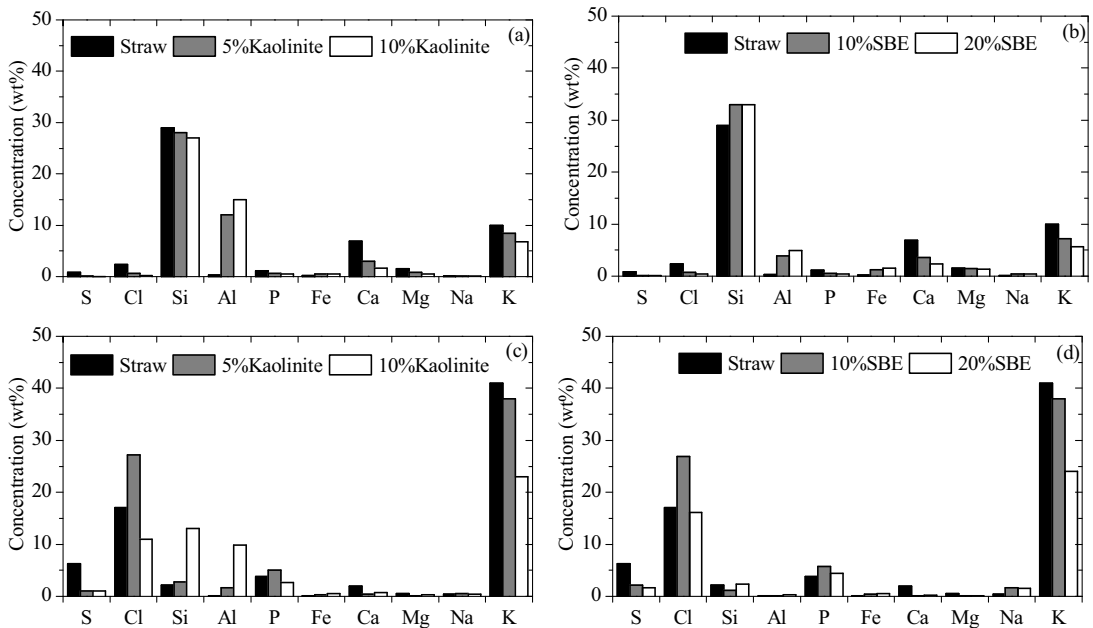 50
40
30
20
10
0
Concentration (wt%)
Straw 5%Kaolinite 10%Kaolinite
(a)
S Cl Si Al P Fe Ca Mg Na K
50
40
30
20
10
0
Concentration (wt%)
Straw 10%SBE 20%SBE
(b)
S Cl Si Al P Fe Ca Mg Na K
50
40
30
20
10
0
Concentration (wt%)
Straw 5%Kaolinite 10%Kaolinite
(c)
S Cl Si Al P Fe Ca Mg Na K
50
40
30
20
10
0
Concentration (wt%)
Straw 10%SBE 20%SBE
(d)
S Cl Si Al P Fe Ca Mg Na K